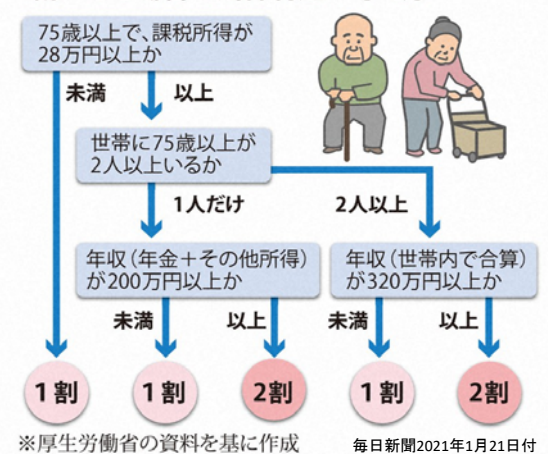 75歳以上で、課税所得が
28万円以上か
未満
以上
世帯に75歳以上が
2人以上いるか
1人だけ
2人以上
年収(年金+その他所得)
が200万円以上か
年収(世帯内で合算)
が320万円以上か
未満
以上
未満
以上
1割
1割
2割
1割
2割
※厚生労働省の資料を基に作成
毎日新聞2021年1月21日付